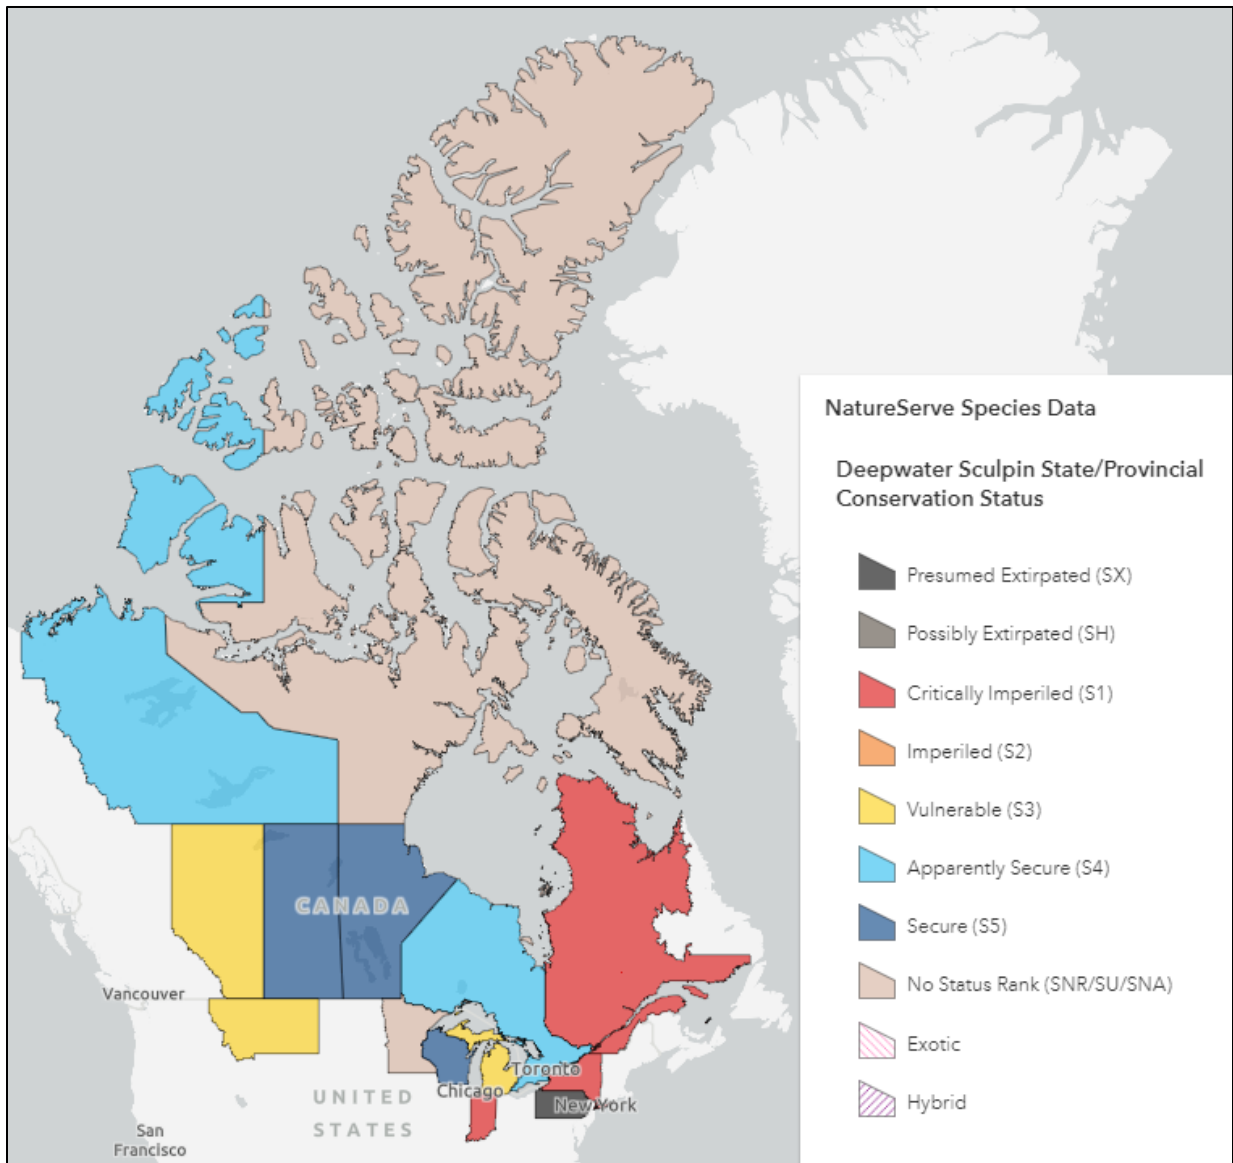 NatureServe Species Data
Deepwater Sculpin State/Provincial
Conservation Status
Presumed Extirpated (SX)
Possibly Extirpated (SH)
Critically Imperiled (S1)
Imperiled (S2)
Vulnerable (S3)
Apparently Secure (S4)
Secure (S5)
No Status Rank (SNR/SU/SNA)
Exotic
Hybrid
CANADA
Vancouver
Toronto
Chicago
New York
UNITED
STATES
San
Francisco